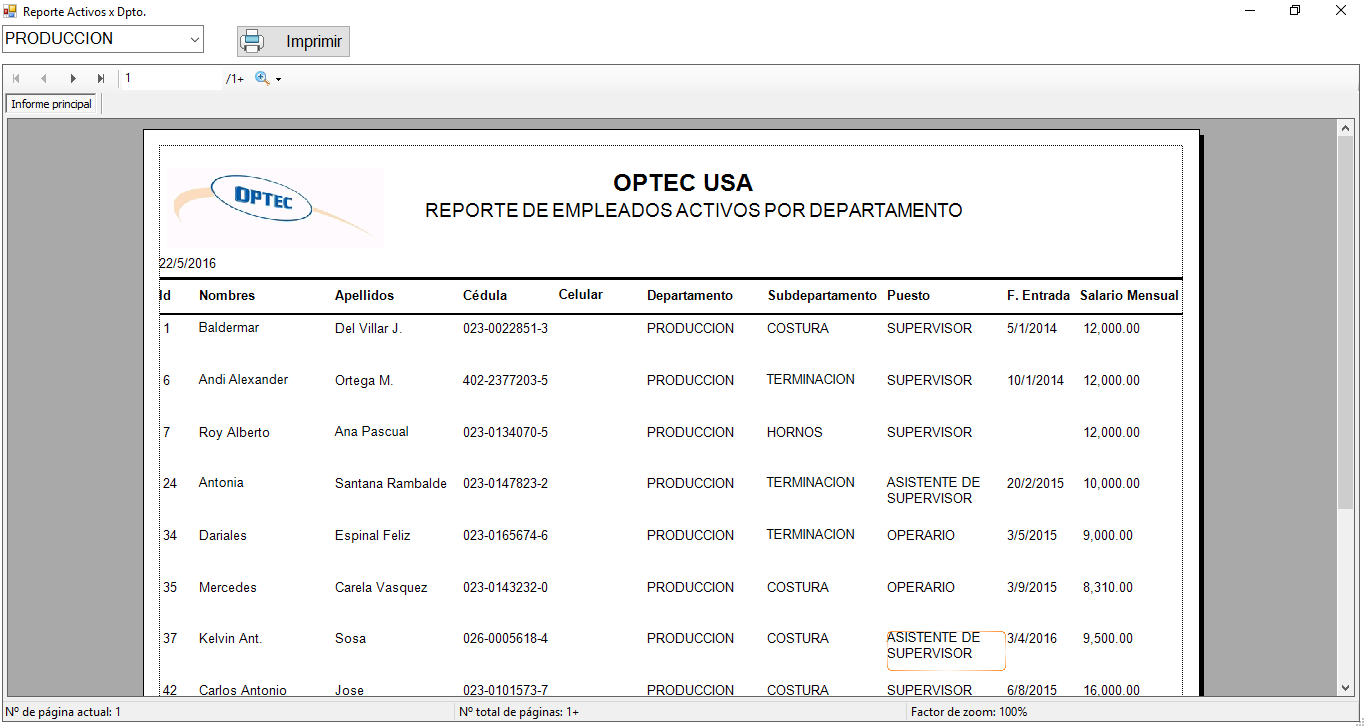 Reporte Activos x Dpto.
PRODUCCION Imprimir
1 /1+
Informe principal
OPTEC
OPTEC USA
REPORTE DE EMPLEADOS ACTIVOS POR DEPARTAMENTO
22/5/2016
Id Nombres Apellidos Cédula Celular Departamento Subdepartamento Puesto F. Entrada Salario Mensual
1 Baldermar Del Villar J. 023-0022851-3 PRODUCCION COSTURA SUPERVISOR 5/1/2014 12,000.00
6 Andi Alexander Ortega M. 402-2377203-5 PRODUCCION TERMINACION SUPERVISOR 10/1/2014 12,000.00
7 Roy Alberto Ana Pascual 023-0134070-5 PRODUCCION HORNOS SUPERVISOR 12,000.00
24 Antonia Santana Rambalde 023-0147823-2 PRODUCCION TERMINACION ASISTENTE DE 20/2/2015 10,000.00
SUPERVISOR
34 Dariales Espinal Feliz 023-0165674-6 PRODUCCION TERMINACION OPERARIO 3/5/2015 9,000.00
35 Mercedes Carela Vasquez 023-0143232-0 PRODUCCION COSTURA OPERARIO 3/9/2015 8,310.00
37 Kelvin Ant. Sosa 026-0005618-4 PRODUCCION COSTURA ASISTENTE DE 3/4/2016 9,500.00
SUPERVISOR
42 Carlos Antonio Jose 023-0101573-7 PRODUCCION COSTURA SUPERVISOR 6/8/2015 16,000.00
Nº de página actual: 1 Nº total de páginas: 1+ Factor de zoom: 100%